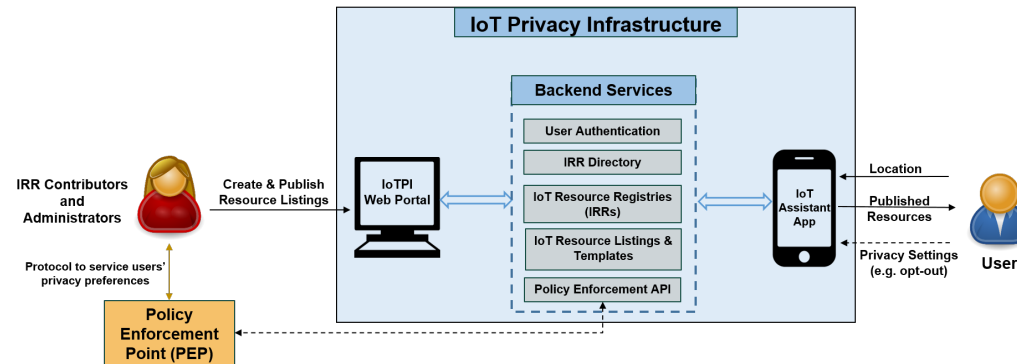 IoT Privacy Infrastructure
Backend Services
User Authentication
IRR Directory
IoT Resource Registries
(IRRs)
IoT Resource Listings &
Templates
Policy Enforcement API
IRR Contributors
and
Administrators
Create & Publish
Resource Listings
IoTPI
Web Portal
IoT
Assistant
App
Location
Published
Resources
Privacy Settings
(e.g. opt-out)
User
Protocol to service users'
privacy preferences
Policy
Enforcement
Point (PEP)